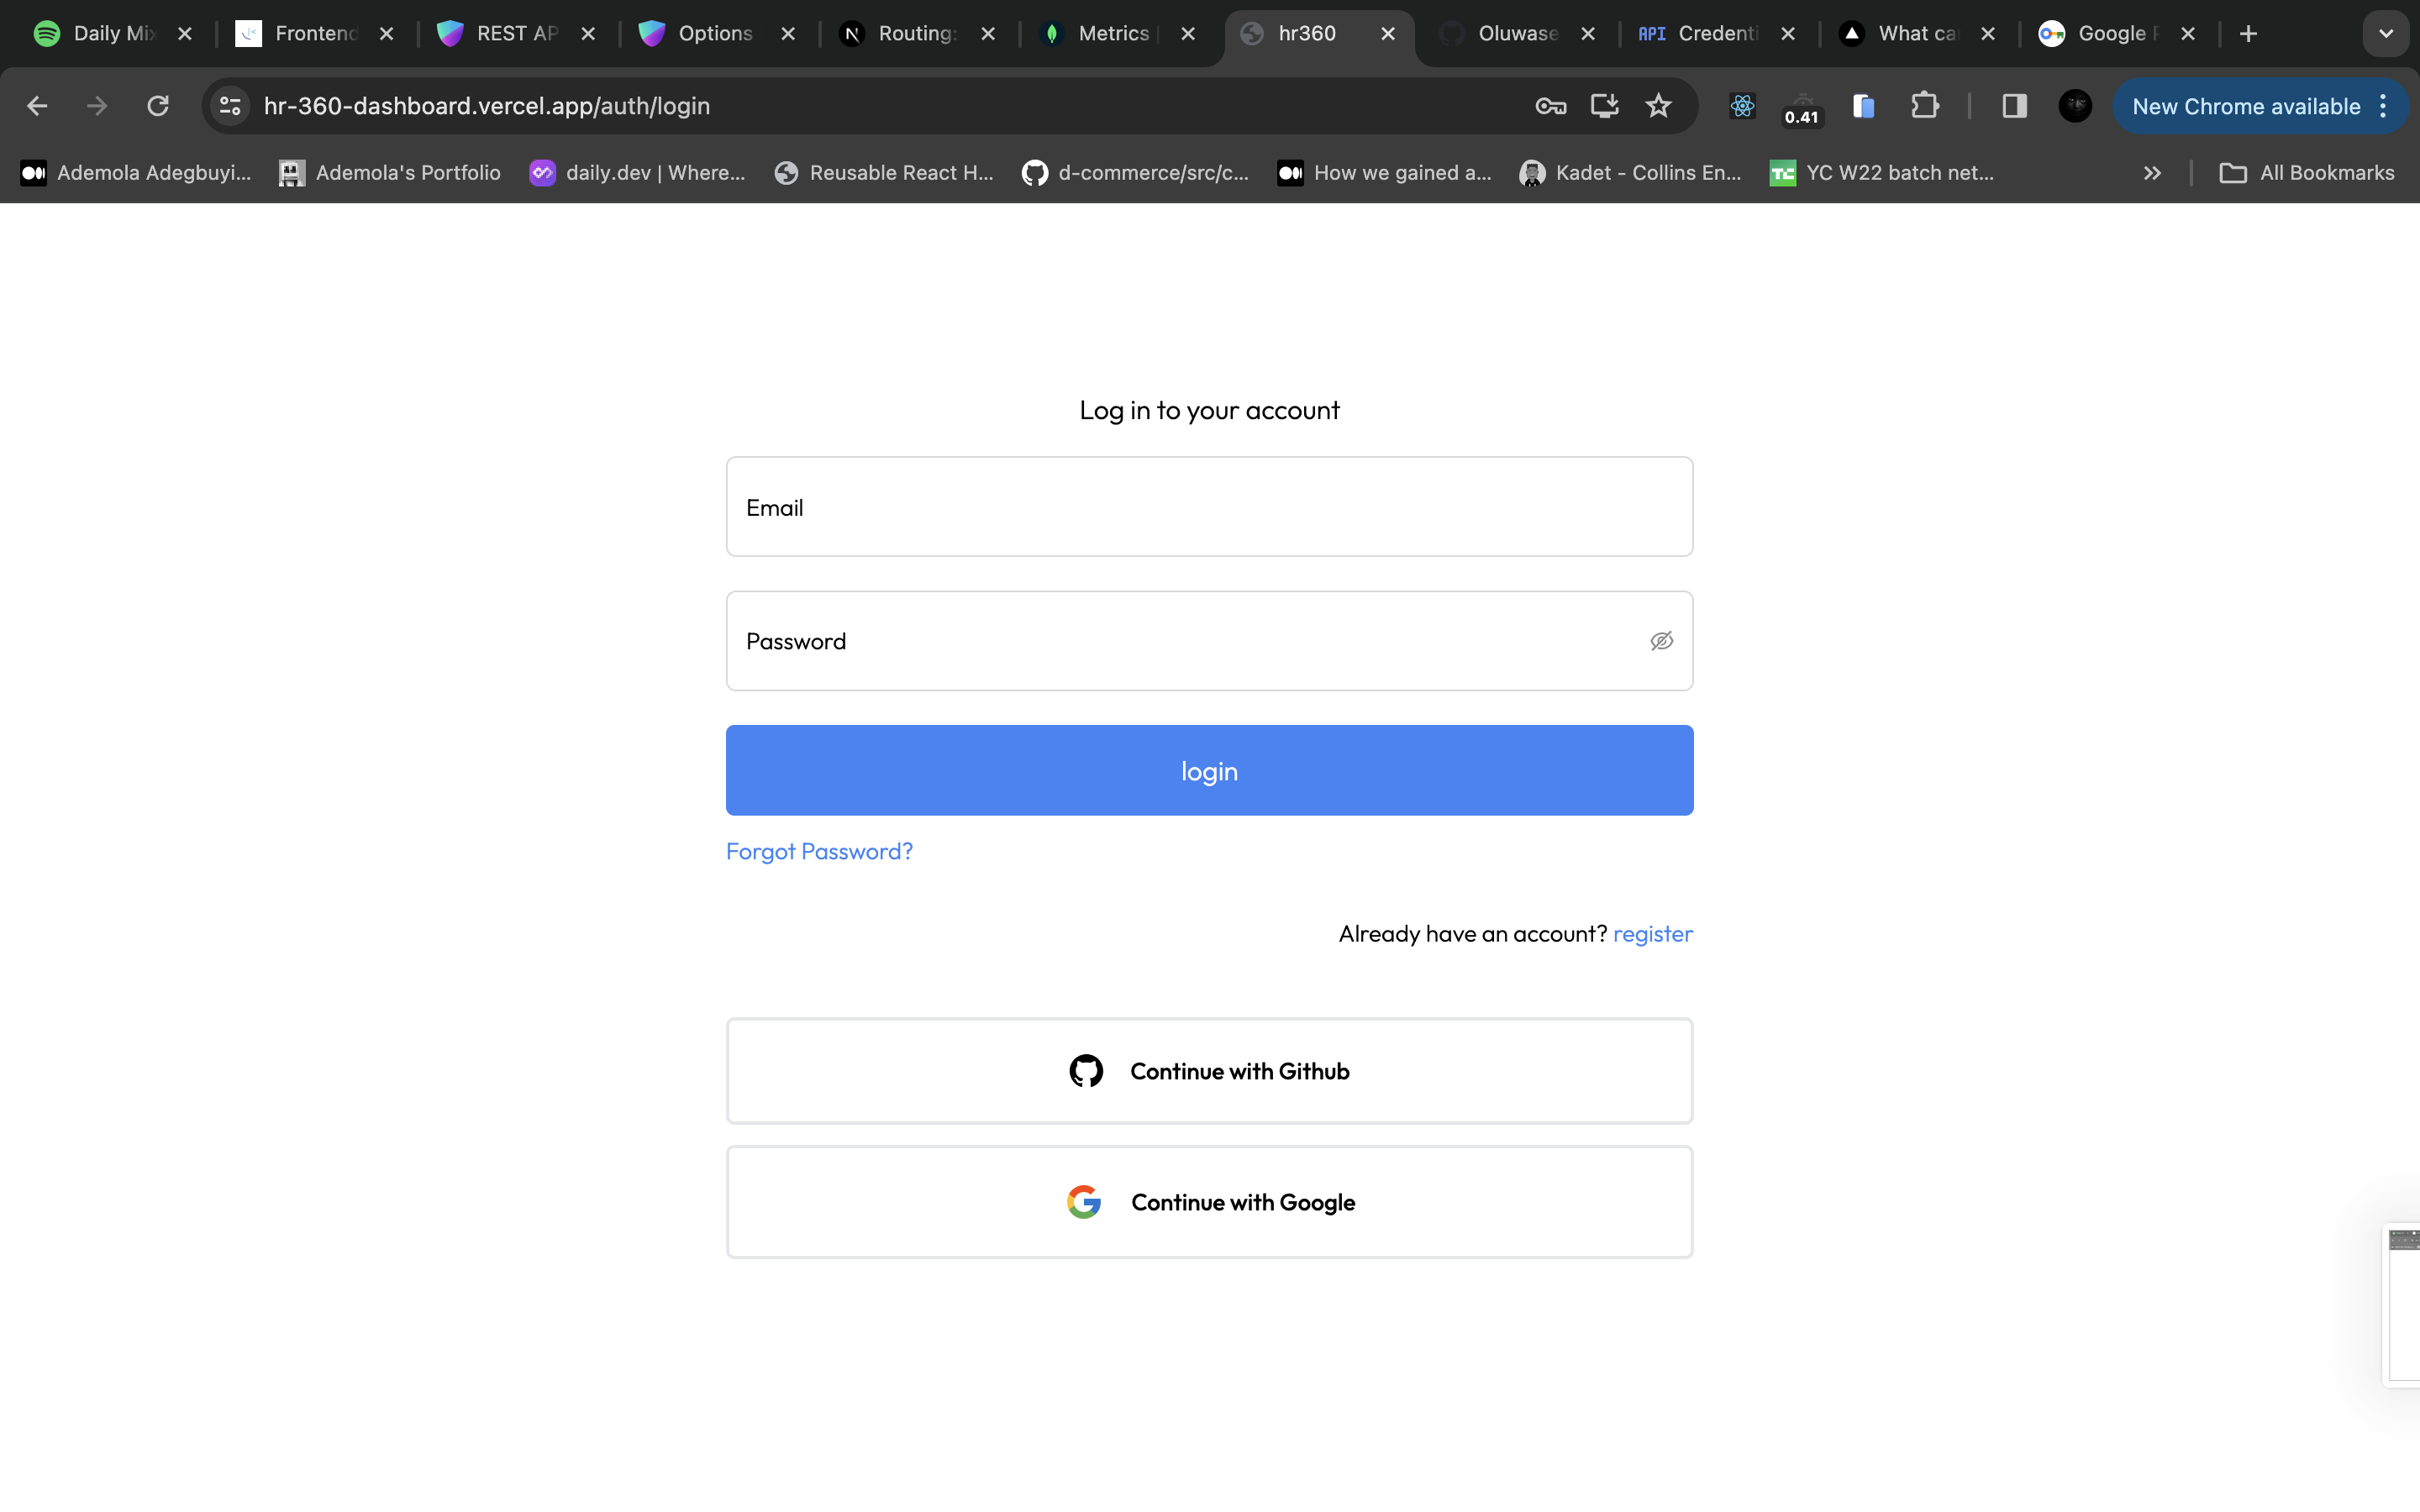 Daily Mix Frontend REST AP Options Routing: Metrics | hr360 Oluwase API Credenti What ca Google P
hr-360-dashboard.vercel.app/auth/login 0.41 New Chrome available
Ademola Adegbuyi... Ademola's Portfolio daily.dev | Where... Reusable React H... d-commerce/src/c... How we gained a... Kadet - Collins En... TC YC W22 batch net... All Bookmarks
Log in to your account
Email
Password
login
Forgot Password?
Already have an account? register
Continue with Github
Continue with Google